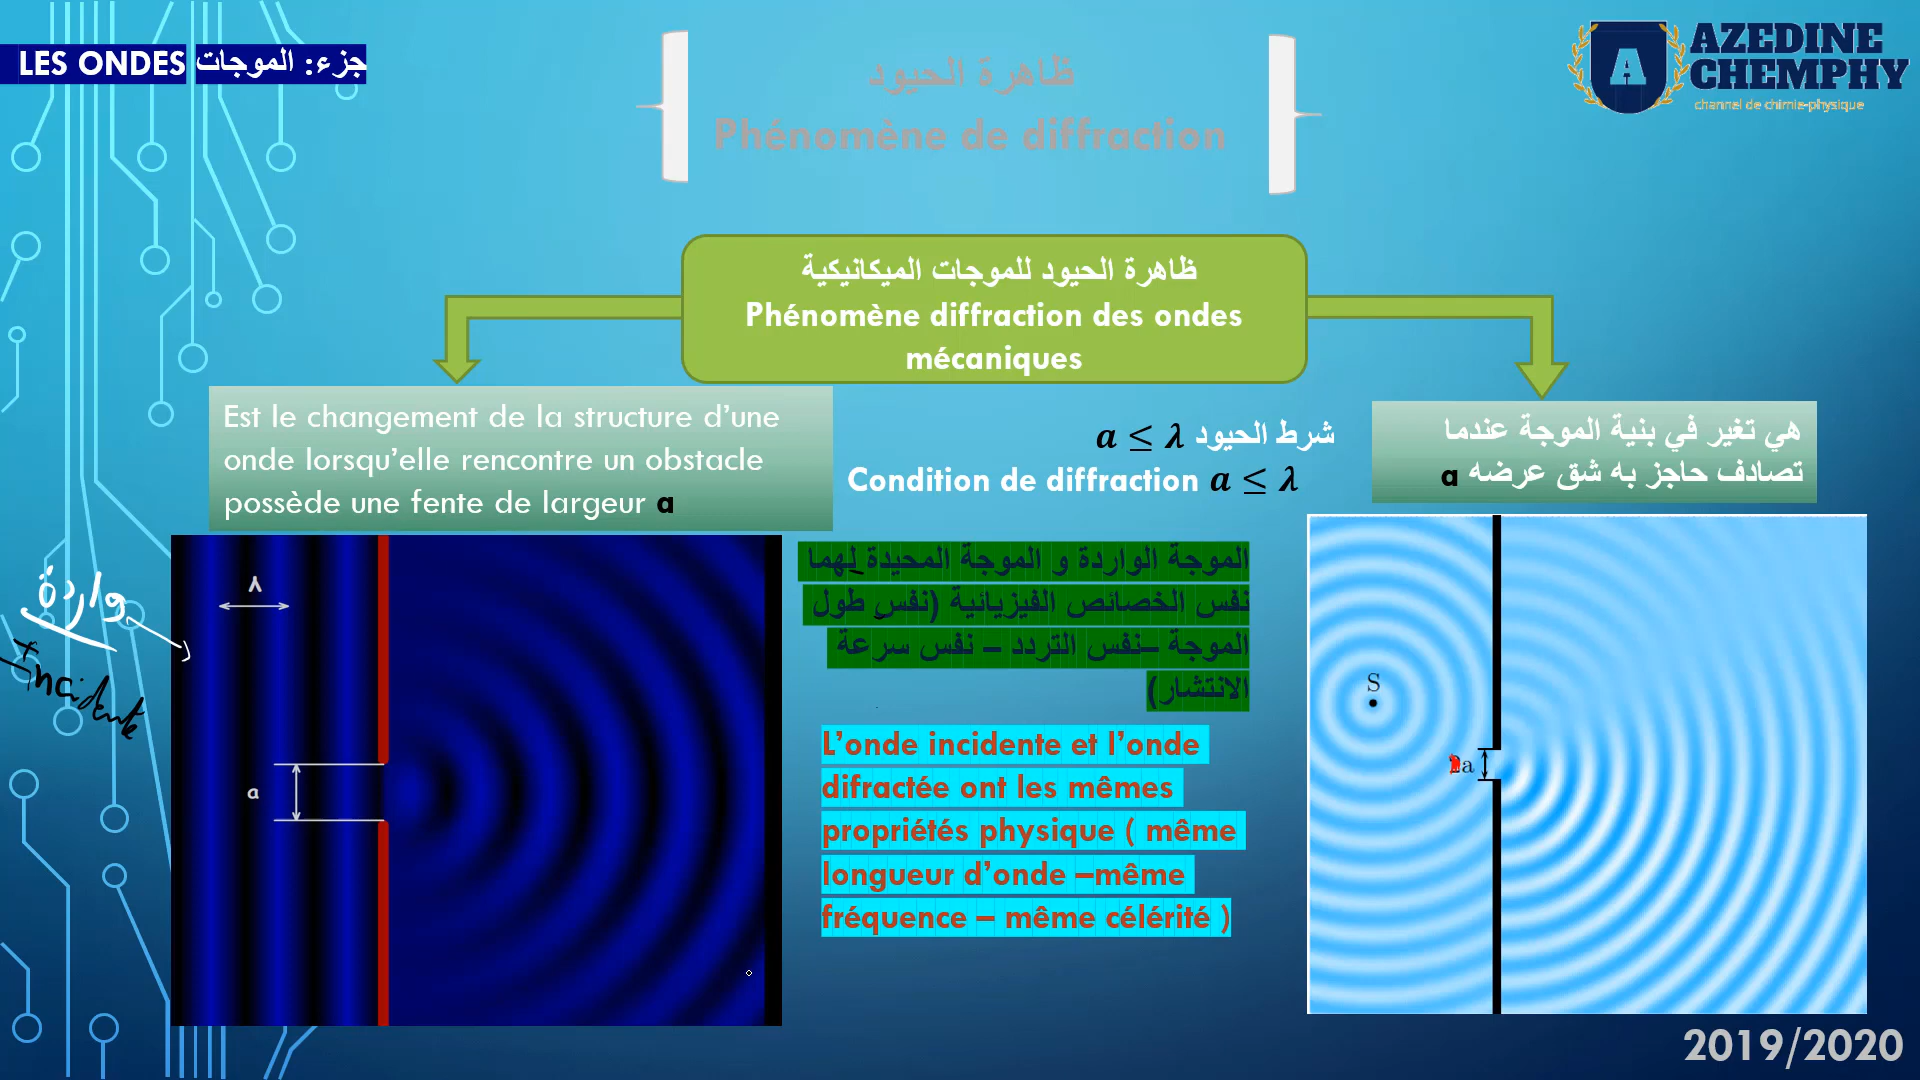 LES ONDES جزء: الموجات
AZEDINE
CHEMPHY
channel de chimie-physique
ظاهرة الحيود
Phénomène de diffraction
ظاهرة الحيود للموجات الميكانيكية
Phénomène diffraction des ondes
mécaniques
Est le changement de la structure d’une
onde lorsqu’elle rencontre un obstacle
possède une fente de largeur a
شرط الحيود a ≤ λ
Condition de diffraction a ≤ λ
هي تغير في بنية الموجة عندما
تصادف حاجز به شق عرضه a
الموجة الواردة و الموجة المحيدة لهما
نفس الخصائص الفيزيائية (نفس طول
الموجة –نفس التردد – نفس سرعة
الانتشار)
L’onde incidente et l’onde
difractée ont les mêmes
propriétés physique ( même
longueur d’onde –même
fréquence – même célérité )
واردة
Incidente
λ
a
S
a
2019/2020